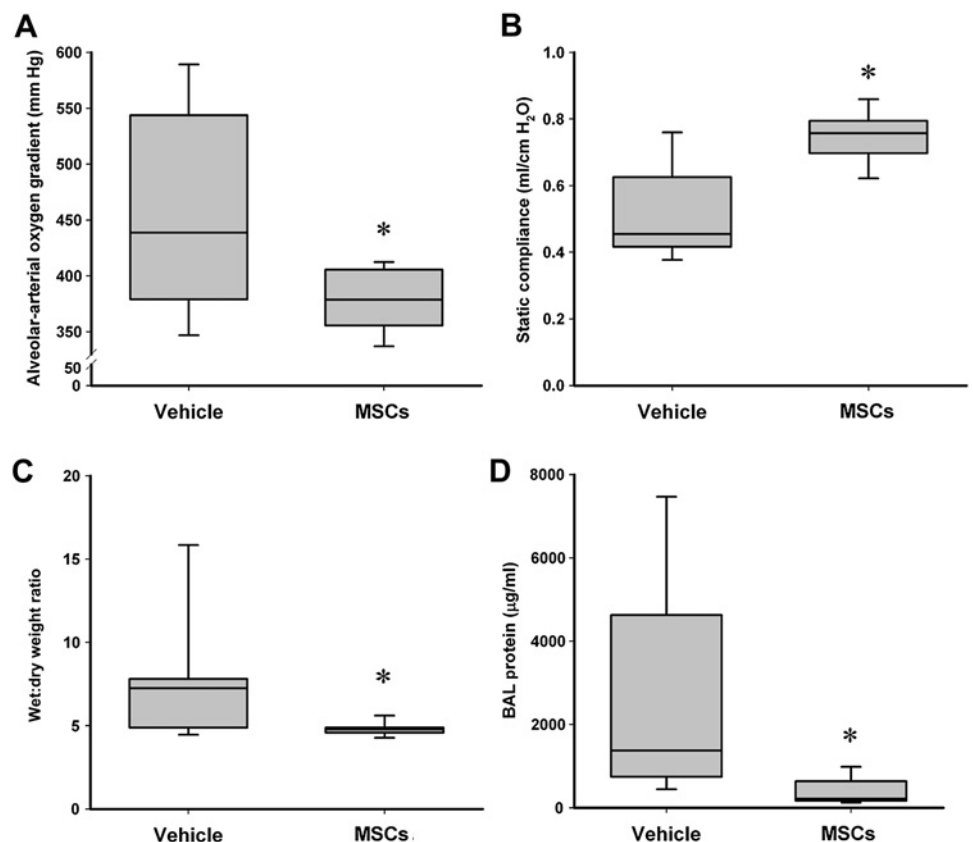 A
Alveolar-arterial oxygen gradient (mm Hg)
600
550
500
450
400
350
50
0
*
Vehicle
MSCs
B
Static compliance (ml/cm H₂O)
1.0
0.8
0.6
0.4
0.2
0.0
*
Vehicle
MSCs
C
Wet:dry weight ratio
20
15
10
5
0
*
Vehicle
MSCs
D
BAL protein (µg/ml)
8000
6000
4000
2000
0
*
Vehicle
MSCs